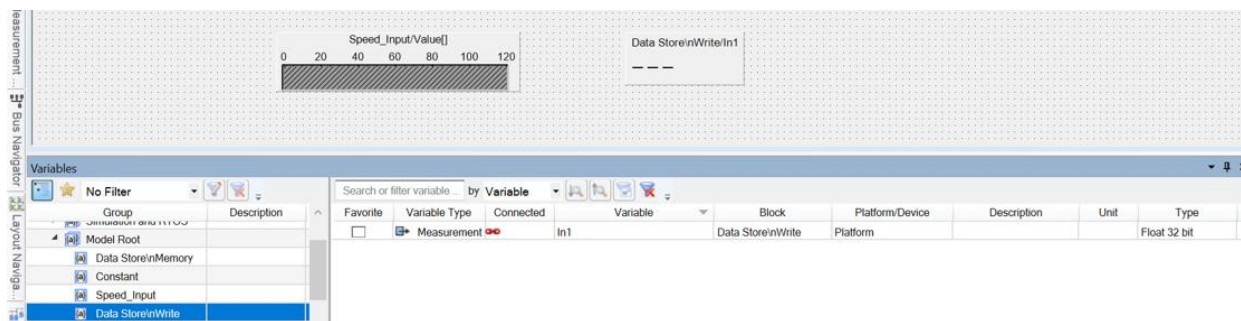 easurement ...
Bus Navigator
Layout Naviga...
Speed_Input/Value[]
0 20 40 60 80 100 120
Data Store\nWrite/In1
– – –
Variables
No Filter
Search or filter variable ... by Variable
Group Description
Favorite Variable Type Connected Variable Block Platform/Device Description Unit Type
Simulation and RTOS
Measurement In1 Data Store\nWrite Platform Float 32 bit
Model Root
Data Store\nMemory
Constant
Speed_Input
Data Store\nWrite